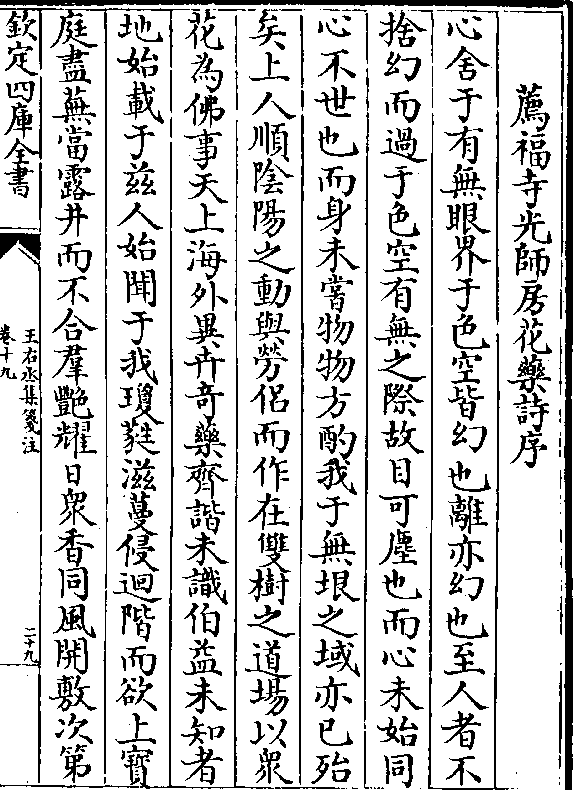 薦福寺光師房花藥詩序
心舍于有無眼界于色空皆幻也離亦幻也至人者不
捨幻而過于色空有無之際故目可塵也而心未始同
心不世也而身未嘗物物方酌我于無垠之域亦已殆
矣上人順陰陽之動與勞侶而作在雙樹之道場以衆
花為佛事天上海外異卉竒藥齊諧未識伯益未知者
地始載于兹人始聞于我瓊蕤滋蔓侵迴階而欲上寶
庭盡蕪當露井而不合羣艷耀日衆香同風開敷次第
欽定四庫全書
王右丞集箋注
卷十九
二十九